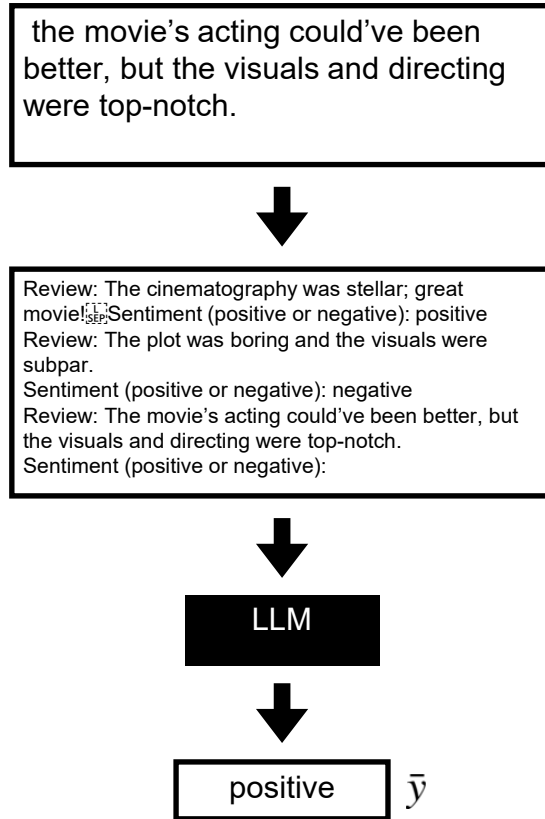 the movie’s acting could’ve been
better, but the visuals and directing
were top-notch.
Review: The cinematography was stellar; great
movie!L SEPSentiment (positive or negative): positive
Review: The plot was boring and the visuals were
subpar.
Sentiment (positive or negative): negative
Review: The movie’s acting could’ve been better, but
the visuals and directing were top-notch.
Sentiment (positive or negative):
LLM
positive ȳ